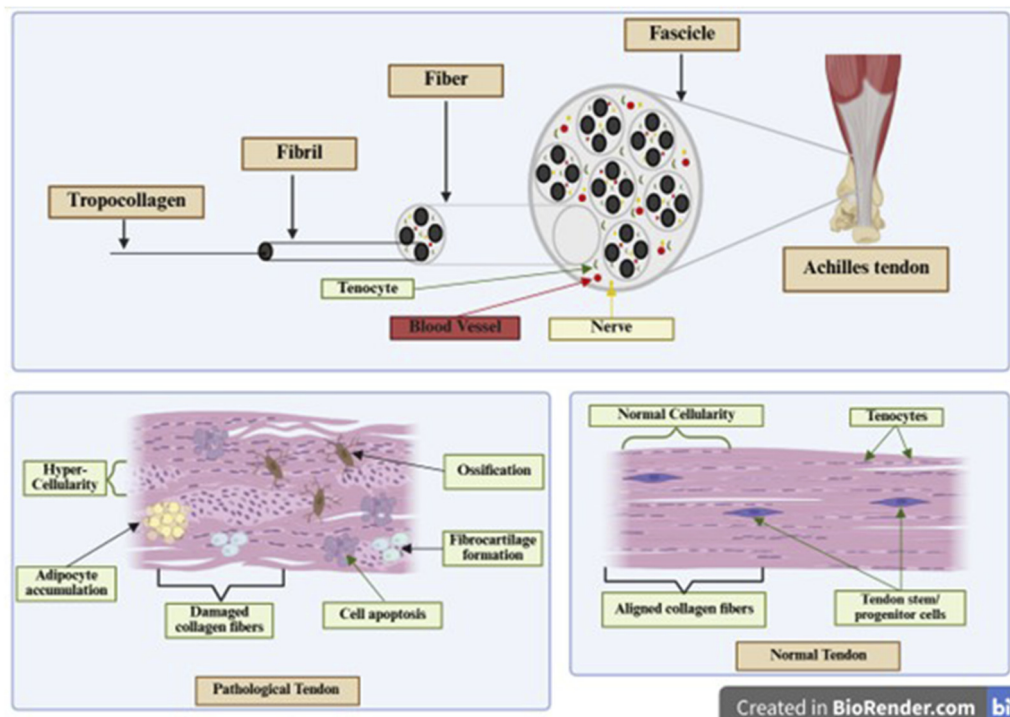 Fascicle
Fiber
Fibril
Tropocollagen
Achilles tendon
Tenocyte
Blood Vessel
Nerve
Hyper-
Cellularity
Ossification
Fibrocartilage
formation
Adipocyte
accumulation
Damaged
collagen fibers
Cell apoptosis
Pathological Tendon
Normal Cellularity
Tenocytes
Aligned collagen fibers
Tendon stem/
progenitor cells
Normal Tendon
Created in BioRender.com
bi